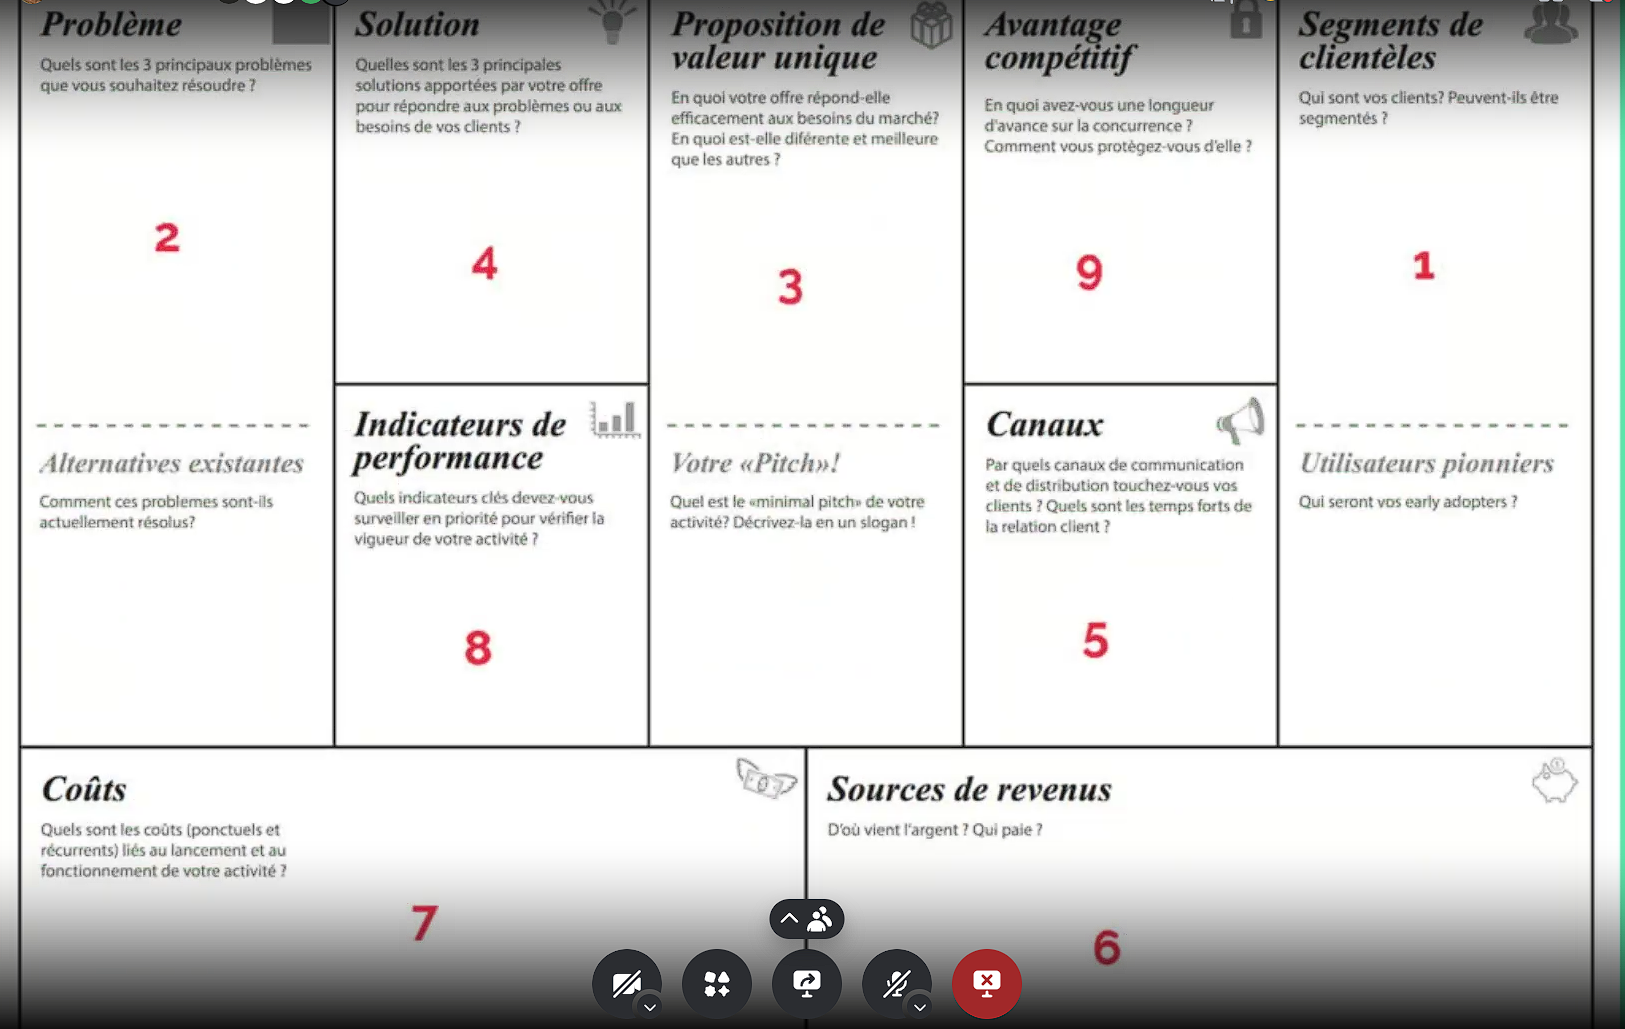 Problème
Quels sont les 3 principaux problèmes
que vous souhaitez résoudre ?
2
Alternatives existantes
Comment ces problemes sont-ils
actuellement résolus?
Solution
Quelles sont les 3 principales
solutions apportées par votre offre
pour répondre aux problèmes ou aux
besoins de vos clients ?
4
Indicateurs de
performance
Quels indicateurs clés devez-vous
surveiller en priorité pour vérifier la
vigueur de votre activité ?
8
Proposition de
valeur unique
En quoi votre offre répond-elle
efficacement aux besoins du marché?
En quoi est-elle diférente et meilleure
que les autres ?
3
Votre «Pitch»!
Quel est le «minimal pitch» de votre
activité? Décrivez-la en un slogan !
Avantage
compétitif
En quoi avez-vous une longueur
d'avance sur la concurrence ?
Comment vous protègez-vous d'elle ?
9
Canaux
Par quels canaux de communication
et de distribution touchez-vous vos
clients ? Quels sont les temps forts de
la relation client ?
5
Segments de
clientèles
Qui sont vos clients? Peuvent-ils être
segmentés ?
1
Utilisateurs pionniers
Qui seront vos early adopters ?
Coûts
Quels sont les coûts (ponctuels et
récurrents) liés au lancement et au
fonctionnement de votre activité ?
7
Sources de revenus
D'où vient l'argent ? Qui paie ?
6